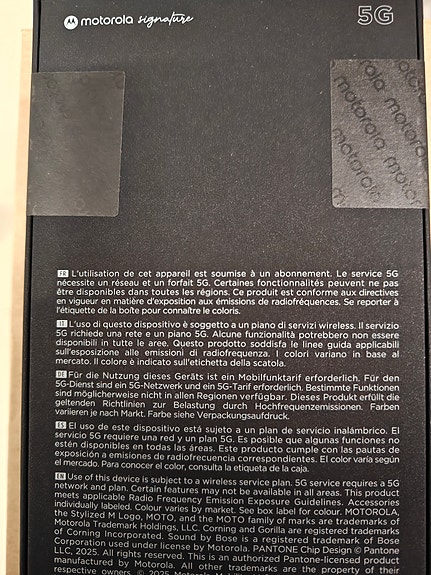 motorola signature
5G
motorola
motorola
motorola
motorola
FR L'utilisation de cet appareil est soumise à un abonnement. Le service 5G
nécessite un réseau et un forfait 5G. Certaines fonctionnalités peuvent ne pas
être disponibles dans toutes les régions. Ce produit est conforme aux directives
en vigueur en matière d'exposition aux émissions de radiofréquences. Se reporter à
l'étiquette de la boîte pour connaître le coloris.
IT L'uso di questo dispositivo è soggetto a un piano di servizi wireless. Il servizio
5G richiede una rete e un piano 5G. Alcune funzionalità potrebbero non essere
disponibili in tutte le aree. Questo prodotto soddisfa le linee guida applicabili
sull'esposizione alle emissioni di radiofrequenza. I colori variano in base al
mercato. Il colore è indicato sull'etichetta della scatola.
DE Für die Nutzung dieses Geräts ist ein Mobilfunktarif erforderlich. Für den
5G-Dienst sind ein 5G-Netzwerk und ein 5G-Tarif erforderlich. Bestimmte Funktionen
sind möglicherweise nicht in allen Regionen verfügbar. Dieses Produkt erfüllt die
geltenden Richtlinien zur Belastung durch Hochfrequenzemissionen. Farben
variieren je nach Markt. Farbe siehe Verpackungsaufdruck.
ES El uso de este dispositivo está sujeto a un plan de servicio inalámbrico. El
servicio 5G requiere una red y un plan 5G. Es posible que algunas funciones no
estén disponibles en todas las áreas. Este producto cumple con las pautas de
exposición a emisiones de radiofrecuencia correspondientes. El color varía según
el mercado. Para conocer el color, consulta la etiqueta de la caja.
EN Use of this device is subject to a wireless service plan. 5G service requires a 5G
network and plan. Certain features may not be available in all areas. This product
meets applicable Radio Frequency Emission Exposure Guidelines. Accessories
individually labeled. Colour varies by market. See box label for colour. MOTOROLA,
the Stylized M Logo, MOTO, and the MOTO family of marks are trademarks of
Motorola Trademark Holdings, LLC. Corning and Gorilla are registered trademarks
of Corning Incorporated. Sound by Bose is a registered trademark of Bose
Corporation used under license by Motorola. PANTONE Chip Design © Pantone
LLC, 2025. All rights reserved. This is an authorized Pantone-licensed product
manufactured by Motorola. All other trademarks are the property of their
respective owners. © 2025 Motorola